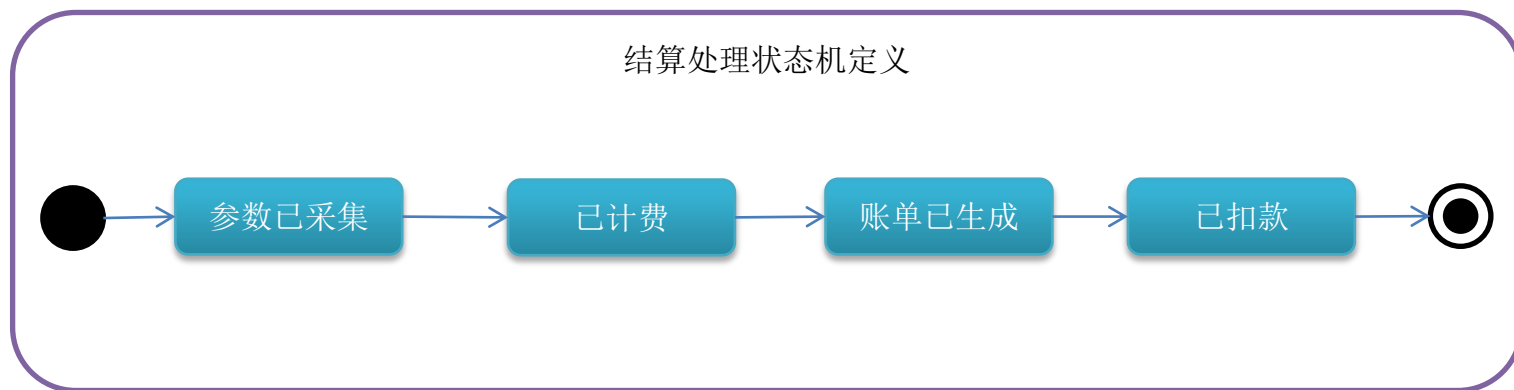 结算处理状态机定义
参数已采集
已计费
账单已生成
已扣款